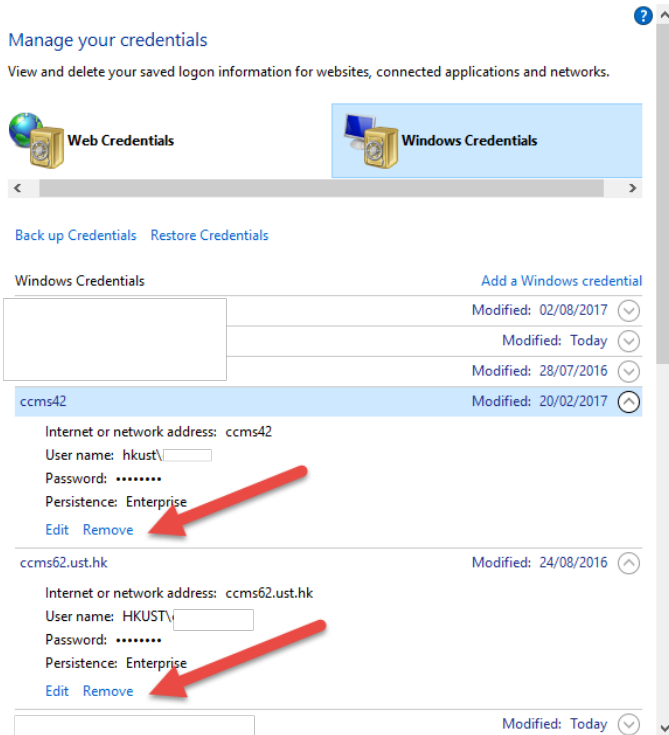 ?
Manage your credentials
View and delete your saved logon information for websites, connected applications and networks.
Web Credentials Windows Credentials
Back up Credentials Restore Credentials
Windows Credentials Add a Windows credential
Modified: 02/08/2017
Modified: Today
Modified: 28/07/2016
ccms42 Modified: 20/02/2017
Internet or network address: ccms42
User name: hkust\
Password: ••••••••
Persistence: Enterprise
Edit Remove
ccms62.ust.hk Modified: 24/08/2016
Internet or network address: ccms62.ust.hk
User name: HKUST\
Password: ••••••••
Persistence: Enterprise
Edit Remove
Modified: Today